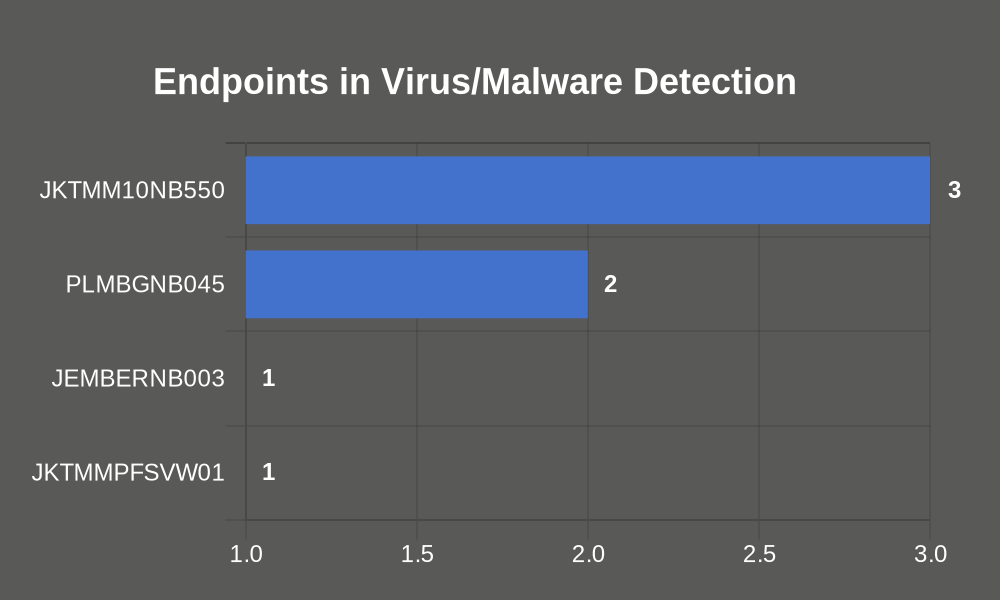 Endpoints in Virus/Malware Detection
JKTMM10NB550 3
PLMBGNB045 2
JEMBERNB003 1
JKTMMPFSVW01 1
1.0 1.5 2.0 2.5 3.0